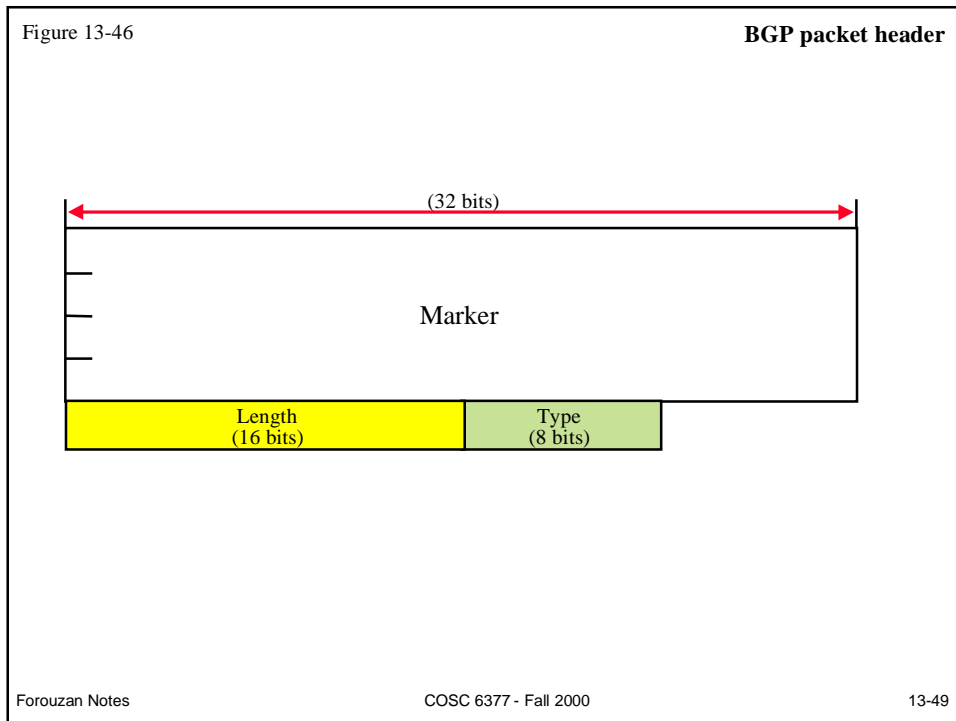 Figure 13-46
BGP packet header
(32 bits)
Marker
Length
(16 bits)
Type
(8 bits)
Forouzan Notes
COSC 6377 - Fall 2000
13-49